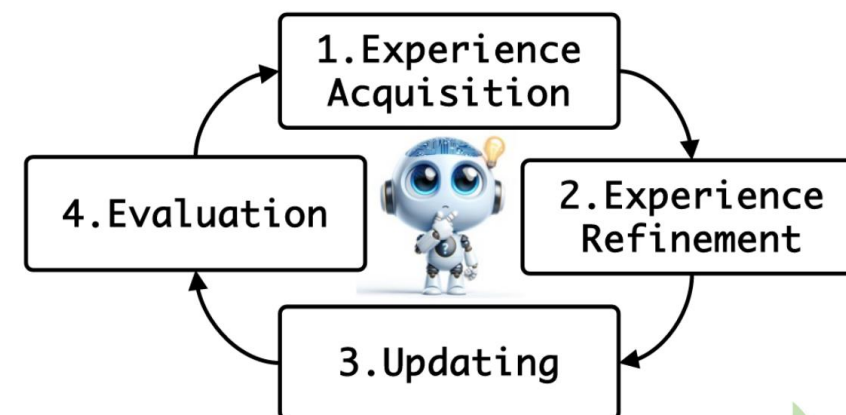 1.Experience
Acquisition
2.Experience
Refinement
3.Updating
4.Evaluation